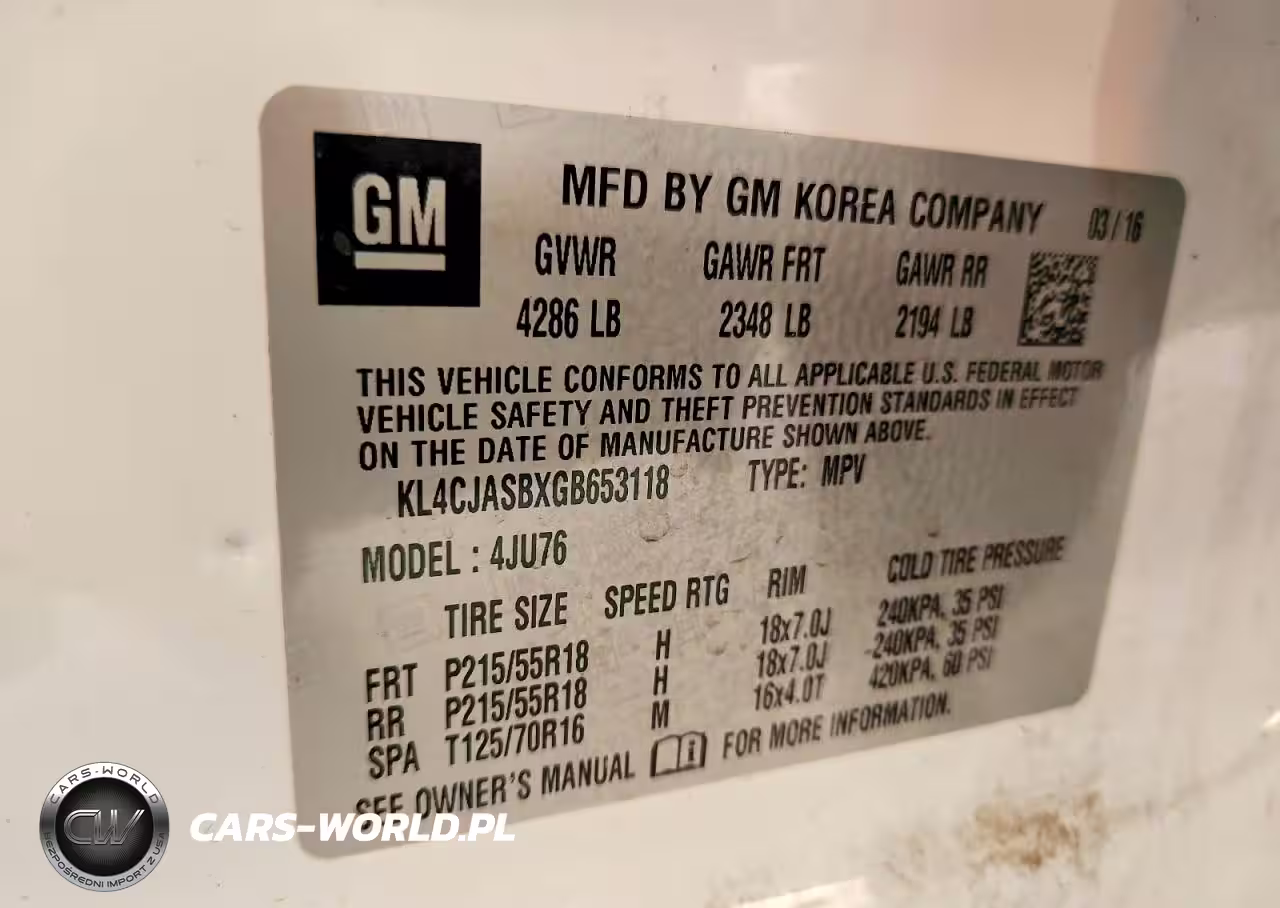 GM
MFD BY GM KOREA COMPANY 03/16
GVWR GAWR FRT GAWR RR
4286 LB 2348 LB 2194 LB
THIS VEHICLE CONFORMS TO ALL APPLICABLE U.S. FEDERAL MOTOR
VEHICLE SAFETY AND THEFT PREVENTION STANDARDS IN EFFECT
ON THE DATE OF MANUFACTURE SHOWN ABOVE.
KL4CJASBXGB653118 TYPE: MPV
MODEL : 4JU76
TIRE SIZE SPEED RTG RIM COLD TIRE PRESSURE
FRT P215/55R18 H 18x7.0J 240KPA, 35 PSI
RR P215/55R18 H 18x7.0J 240KPA, 35 PSI
SPA T125/70R16 M 16x4.0T 420KPA, 60 PSI
SEE OWNER'S MANUAL FOR MORE INFORMATION.
CARS-WORLD
CW
BEZPOŚREDNI IMPORT Z USA
CARS-WORLD.PL